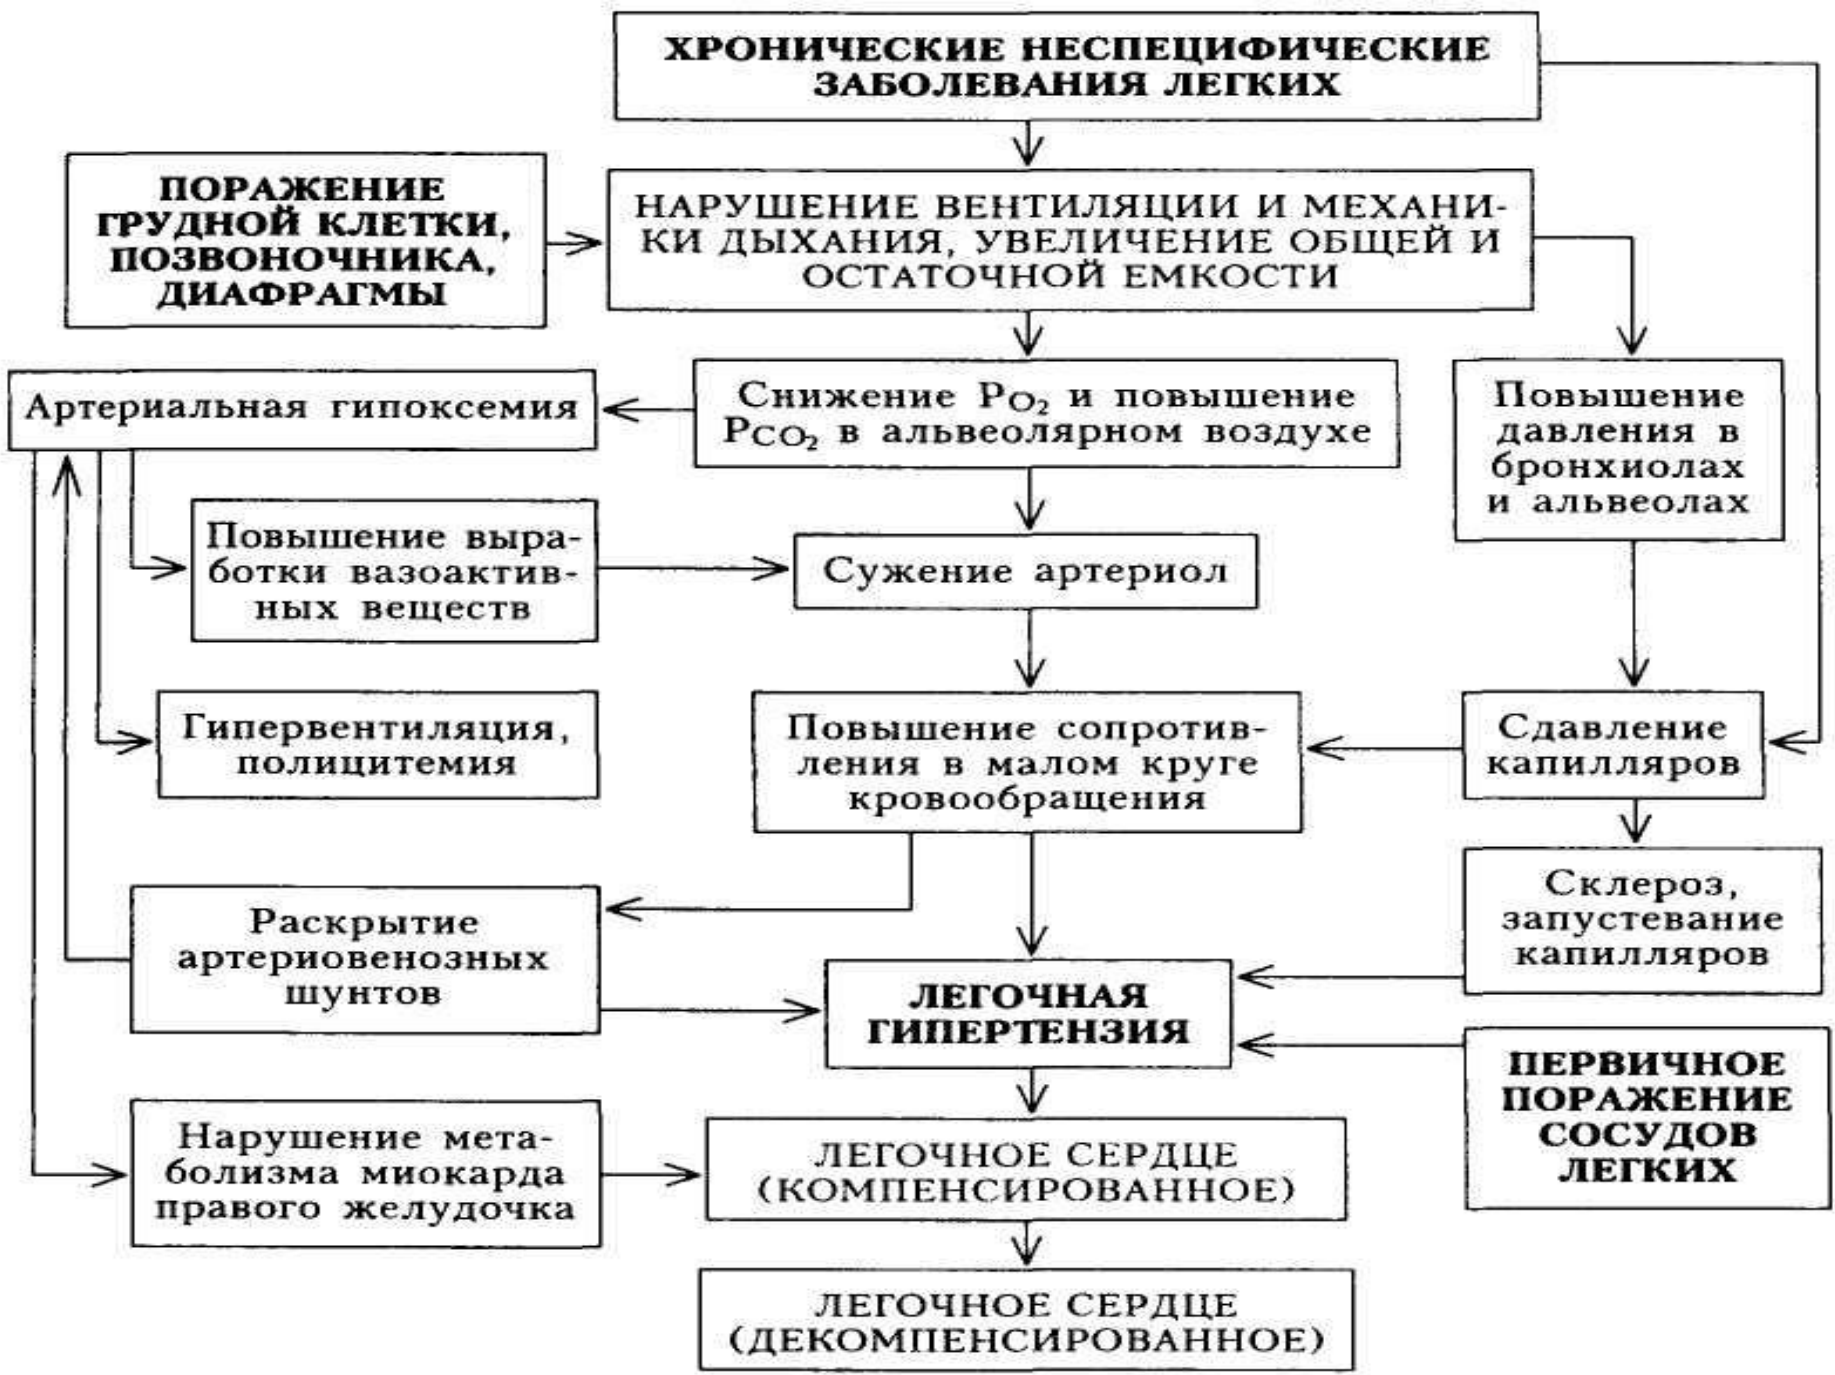 ХРОНИЧЕСКИЕ НЕСПЕЦИФИЧЕСКИЕ
ЗАБОЛЕВАНИЯ ЛЕГКИХ
ПОРАЖЕНИЕ
ГРУДНОЙ КЛЕТКИ,
ПОЗВОНОЧНИКА,
ДИАФРАГМЫ
НАРУШЕНИЕ ВЕНТИЛЯЦИИ И МЕХАНИ-
КИ ДЫХАНИЯ, УВЕЛИЧЕНИЕ ОБЩЕЙ И
ОСТАТОЧНОЙ ЕМКОСТИ
Артериальная гипоксемия
Снижение PO₂ и повышение
PCO₂ в альвеолярном воздухе
Повышение
давления в
бронхиолах
и альвеолах
Повышение выра-
ботки вазоактив-
ных веществ
Сужение артериол
Гипервентиляция,
полицитемия
Повышение сопротив-
ления в малом круге
кровообращения
Сдавление
капилляров
Раскрытие
артериовенозных
шунтов
Склероз,
запустевание
капилляров
ЛЕГОЧНАЯ
ГИПЕРТЕНЗИЯ
ПЕРВИЧНОЕ
ПОРАЖЕНИЕ
СОСУДОВ
ЛЕГКИХ
Нарушение мета-
болизма миокарда
правого желудочка
ЛЕГОЧНОЕ СЕРДЦЕ
(КОМПЕНСИРОВАННОЕ)
ЛЕГОЧНОЕ СЕРДЦЕ
(ДЕКОМПЕНСИРОВАННОЕ)